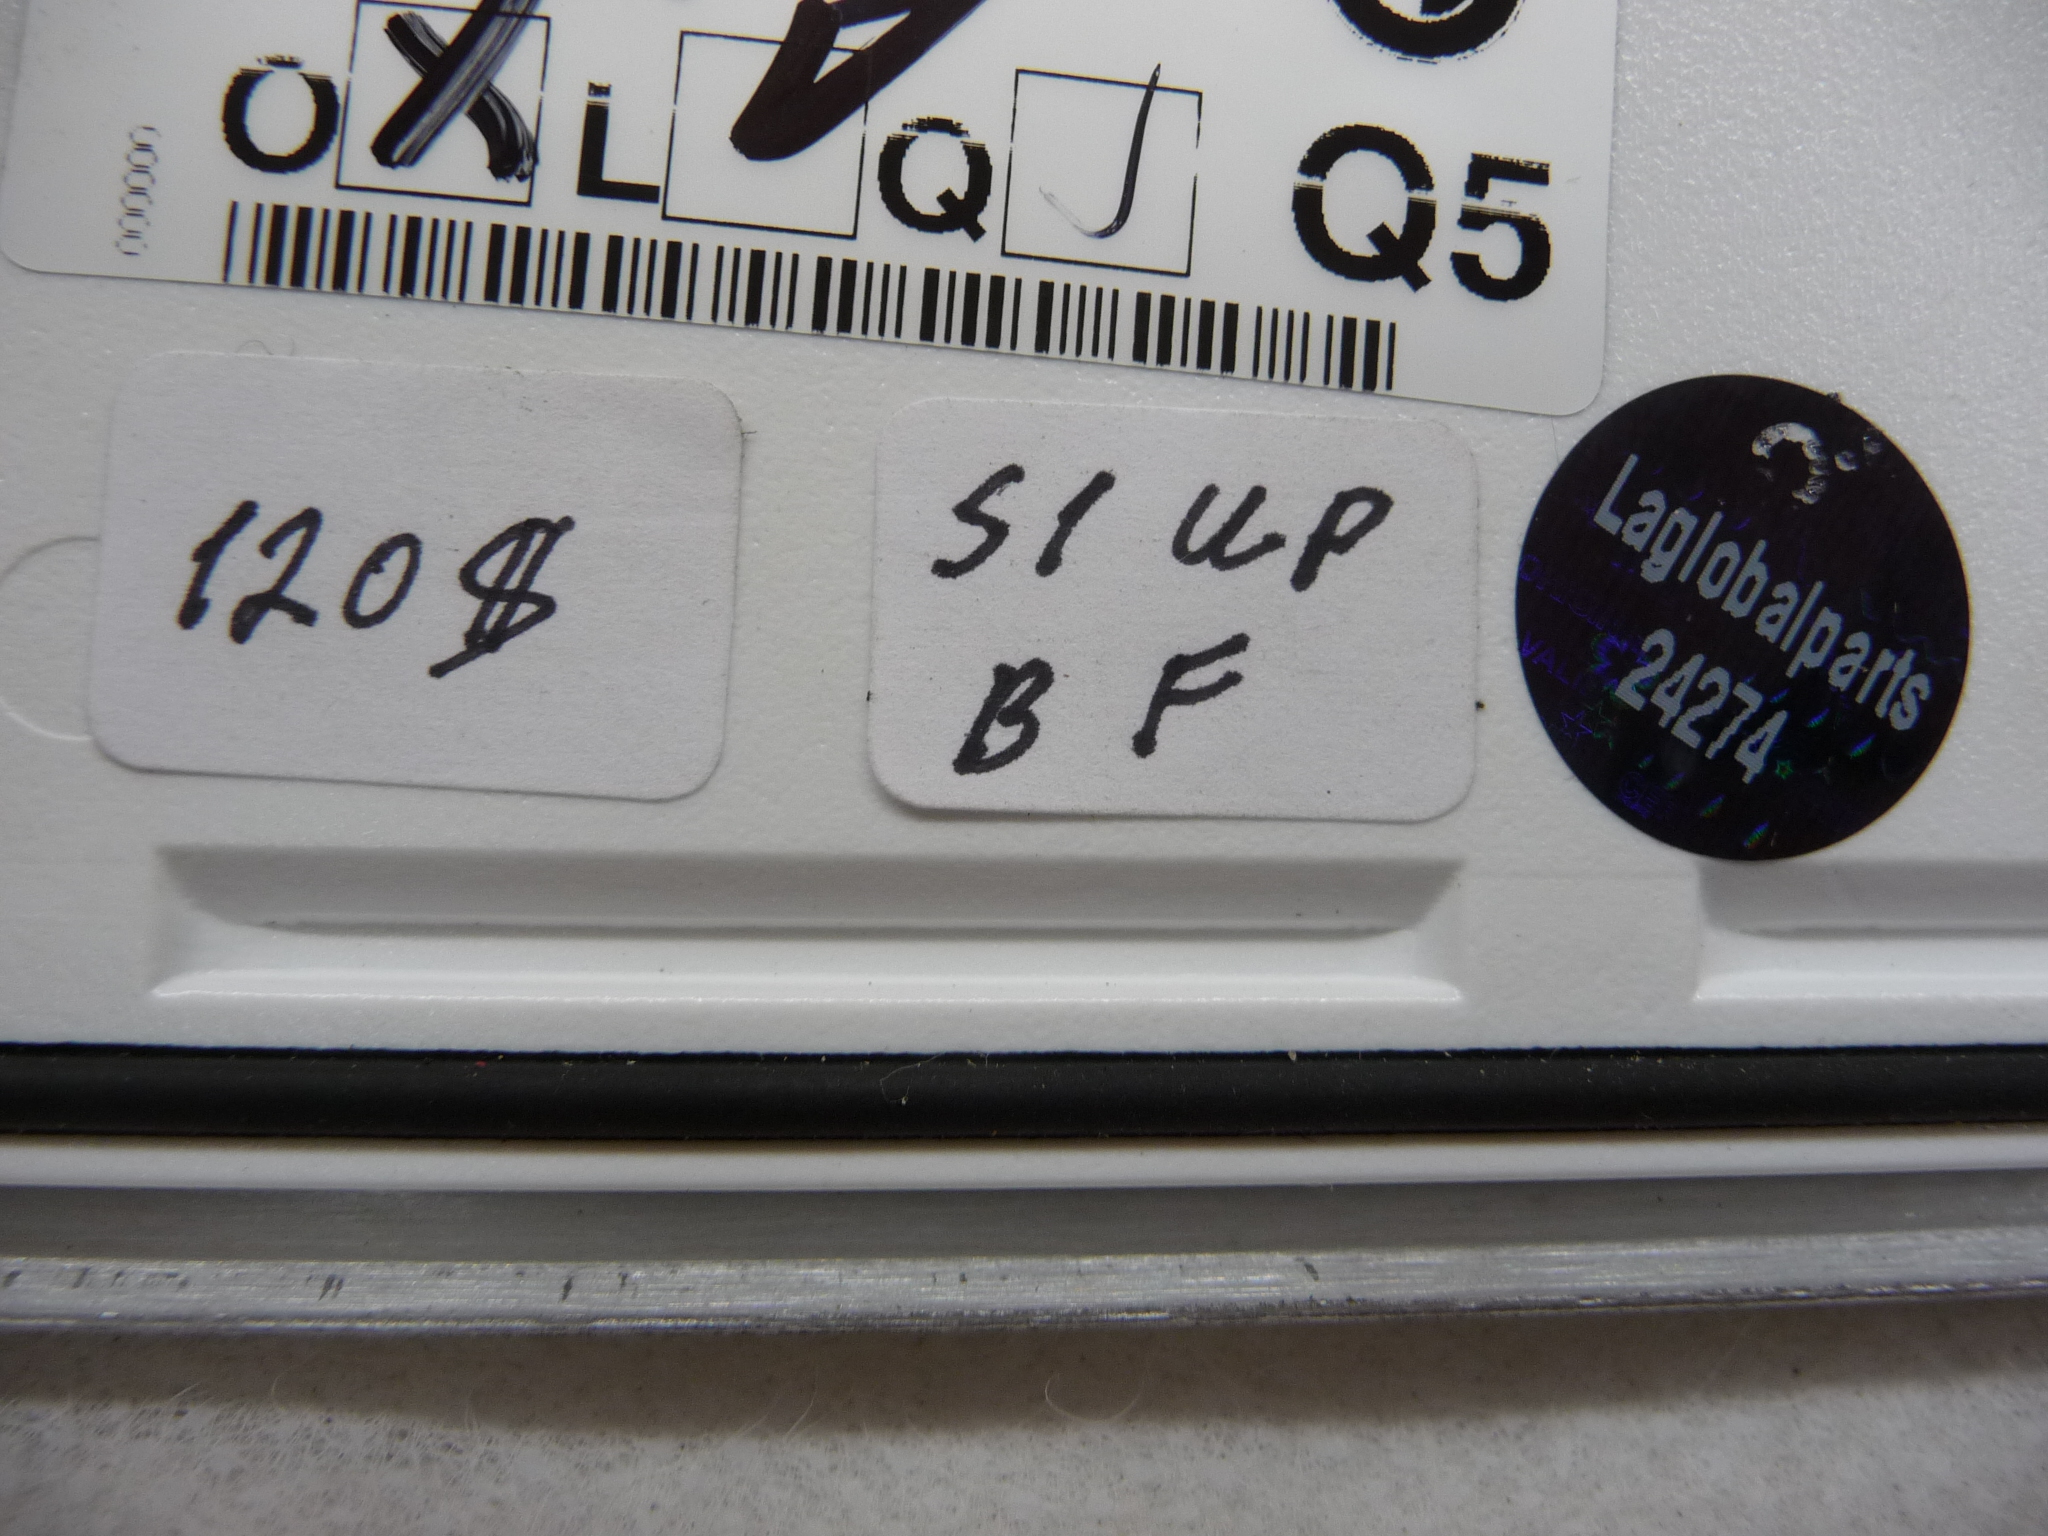 O L Q Q5
120$
S1 UP
B F
Laglobalparts
24274